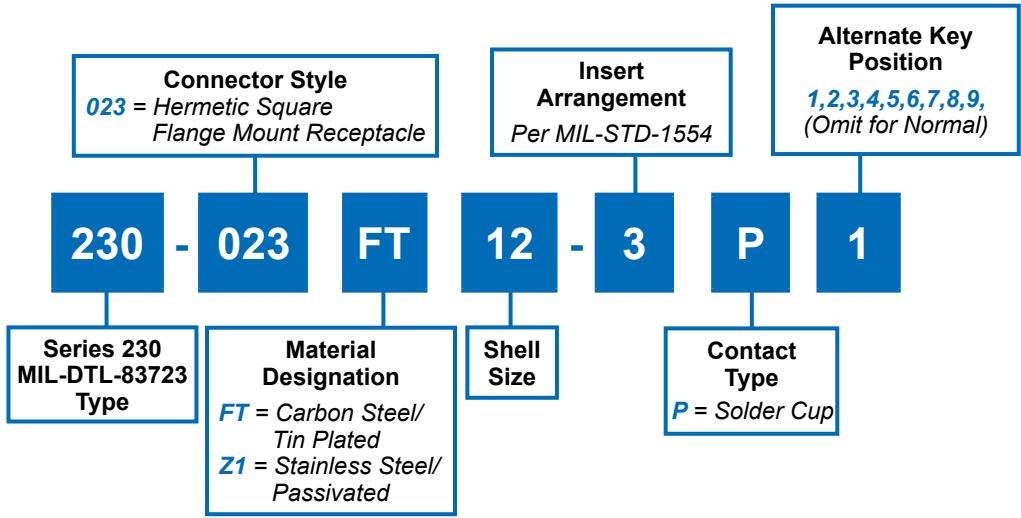 Connector Style
023 = Hermetic Square
Flange Mount Receptacle
Insert
Arrangement
Per MIL-STD-1554
Alternate Key
Position
1,2,3,4,5,6,7,8,9,
(Omit for Normal)
230 - 023 FT 12 - 3 P 1
Series 230
MIL-DTL-83723
Type
Material
Designation
FT = Carbon Steel/
Tin Plated
Z1 = Stainless Steel/
Passivated
Shell
Size
Contact
Type
P = Solder Cup